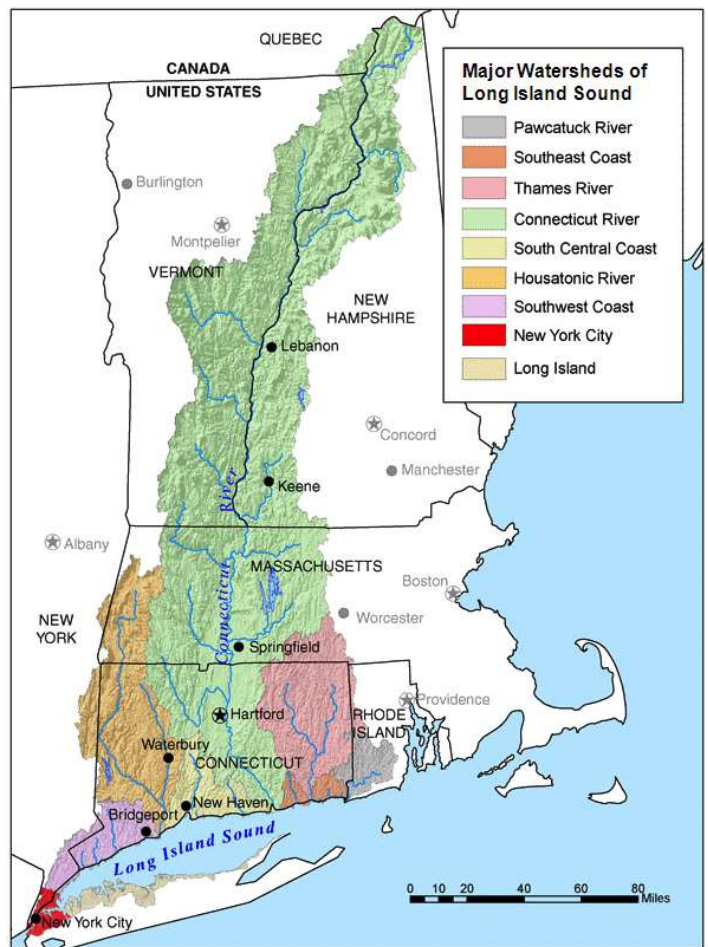 QUEBEC
CANADA
UNITED STATES
Major Watersheds of
Long Island Sound
Pawcatuck River
Southeast Coast
Thames River
Connecticut River
South Central Coast
Housatonic River
Southwest Coast
New York City
Long Island
Burlington
Montpelier
VERMONT
NEW
HAMPSHIRE
Lebanon
Concord
Manchester
River
Keene
Albany
Connecticut
MASSACHUSETTS
Boston
NEW
YORK
Worcester
Springfield
Providence
Hartford
RHODE
ISLAND
Waterbury
CONNECTICUT
New Haven
Bridgeport
Long Island Sound
0 10 20 40 60 80
Miles
New York City